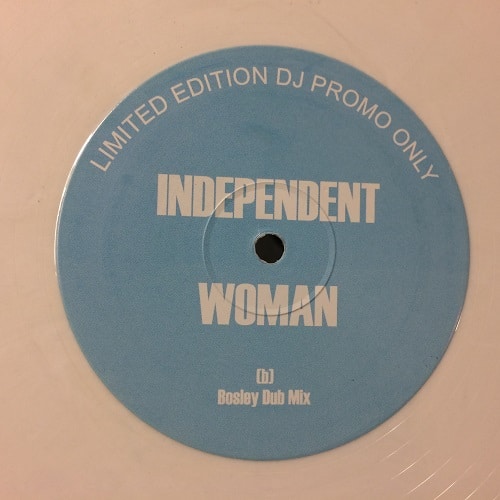 LIMITED EDITION DJ PROMO ONLY
INDEPENDENT
WOMAN
(b)
Bosley Dub Mix